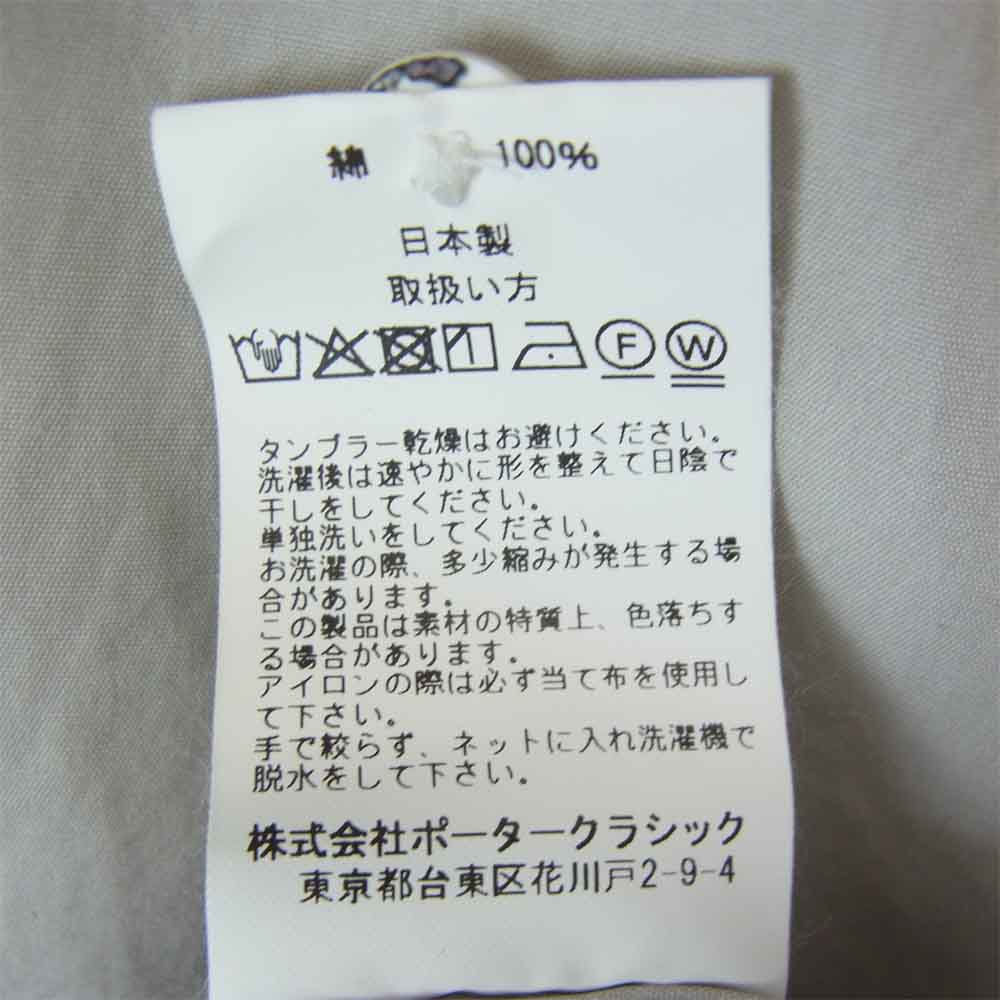 綿 100%
日本製
取扱い方
F W
タンブラー乾燥はお避けください。
洗濯後は速やかに形を整えて日陰で
干しをしてください。
単独洗いをしてください。
お洗濯の際、多少縮みが発生する場
合があります。
この製品は素材の特質上、色落ちす
る場合があります。
アイロンの際は必ず当て布を使用し
て下さい。
手で絞らず、ネットに入れ洗濯機で
脱水をして下さい。
株式会社ポータークラシック
東京都台東区花川戸2-9-4